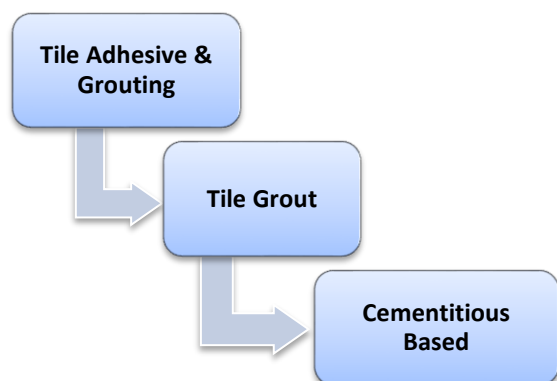 Tile Adhesive &
Grouting
Tile Grout
Cementitious
Based